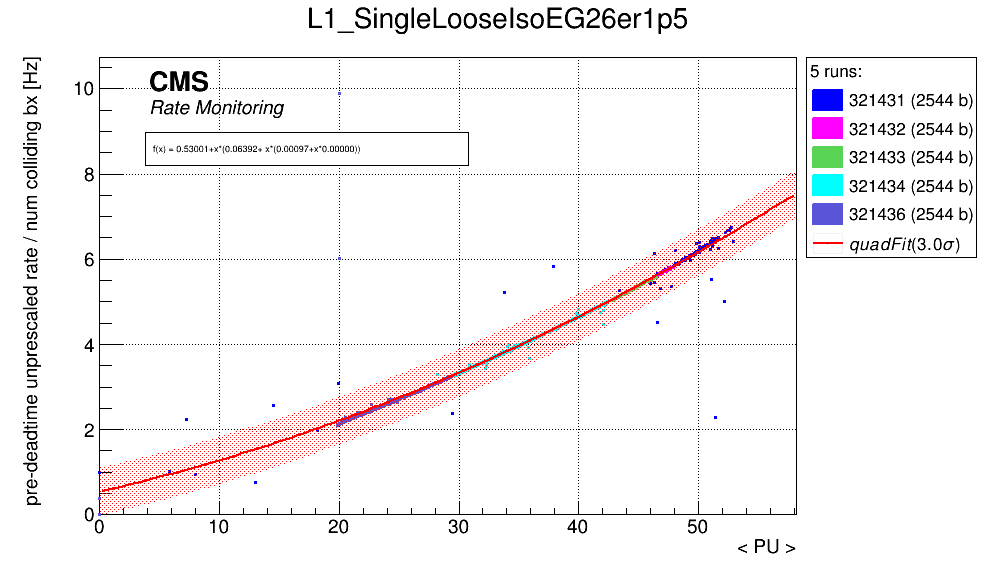 L1_SingleLooseIsoEG26er1p5
pre-deadtime unprescaled rate / num colliding bx [Hz]
CMS
Rate Monitoring
f(x) = 0.53001+x*(0.06392+ x*(0.00097+x*0.00000))
10
8
6
4
2
0
0 10 20 30 40 50
< PU >
5 runs:
321431 (2544 b)
321432 (2544 b)
321433 (2544 b)
321434 (2544 b)
321436 (2544 b)
quadFit(3.0σ)